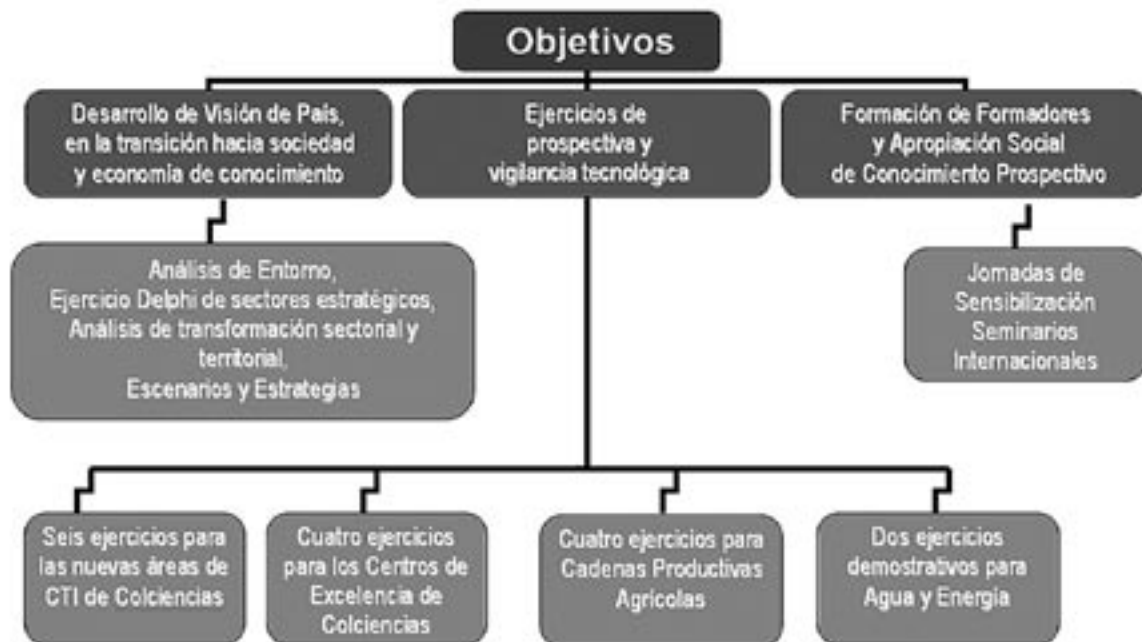 Objetivos
Desarrollo de Visión de País,
en la transición hacia sociedad
y economía de conocimiento
Ejercicios de
prospectiva y
vigilancia tecnológica
Formación de Formadores
y Apropiación Social
de Conocimiento Prospectivo
Análisis de Entorno,
Ejercicio Delphi de sectores estratégicos,
Análisis de transformación sectorial y
territorial,
Escenarios y Estrategias
Jornadas de
Sensibilización
Seminarios
Internacionales
Seis ejercicios para
las nuevas áreas de
CTI de Colciencias
Cuatro ejercicios
para los Centros de
Excelencia de
Colciencias
Cuatro ejercicios para
Cadenas Productivas
Agrícolas
Dos ejercicios
demostrativos para
Agua y Energía